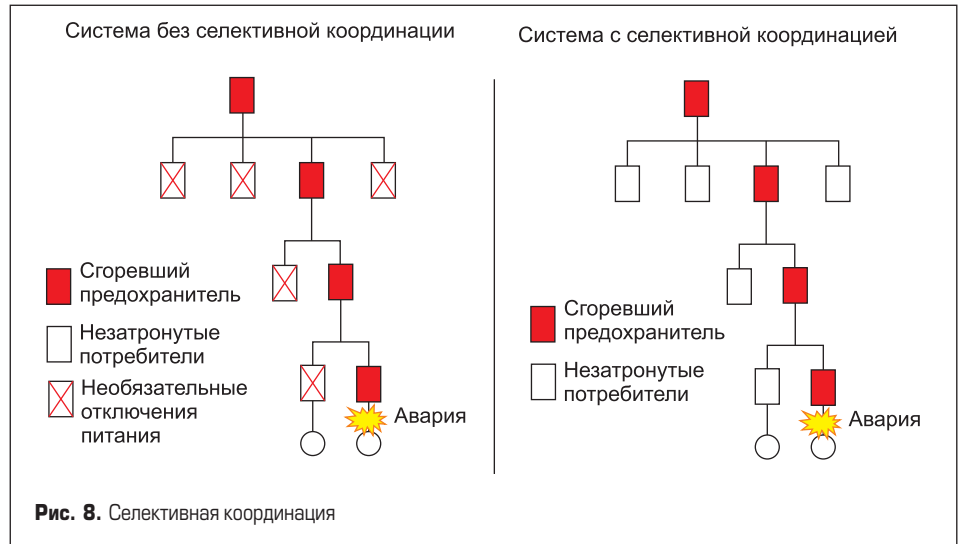 Система без селективной координации
Сгоревший
предохранитель
Незатронутые
потребители
Необязательные
отключения
питания
Авария
Система с селективной координацией
Сгоревший
предохранитель
Незатронутые
потребители
Авария
Рис. 8. Селективная координация